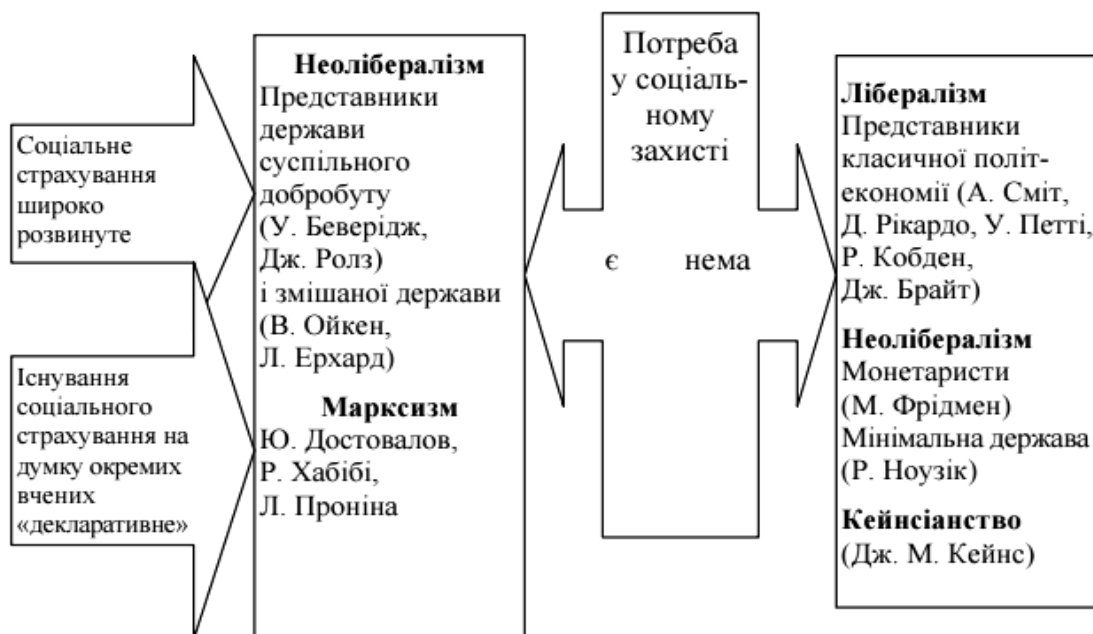 Соціальне
страхування
широко
розвинуте
Існування
соціального
страхування на
думку окремих
вчених
«декларативне»
Неолібералізм
Представники
держави
суспільного
добробуту
(У. Беверідж,
Дж. Ролз)
і змішаної держави
(В. Ойкен,
Л. Ерхард)
Марксизм
Ю. Достовалов,
Р. Хабібі,
Л. Проніна
Потреба
у соціаль-
ному
захисті
є нема
Лібералізм
Представники
класичної політ-
економії (А. Сміт,
Д. Рікардо, У. Петті,
Р. Кобден,
Дж. Брайт)
Неолібералізм
Монетаристи
(М. Фрідмен)
Мінімальна держава
(Р. Ноузік)
Кейнсіанство
(Дж. М. Кейнс)